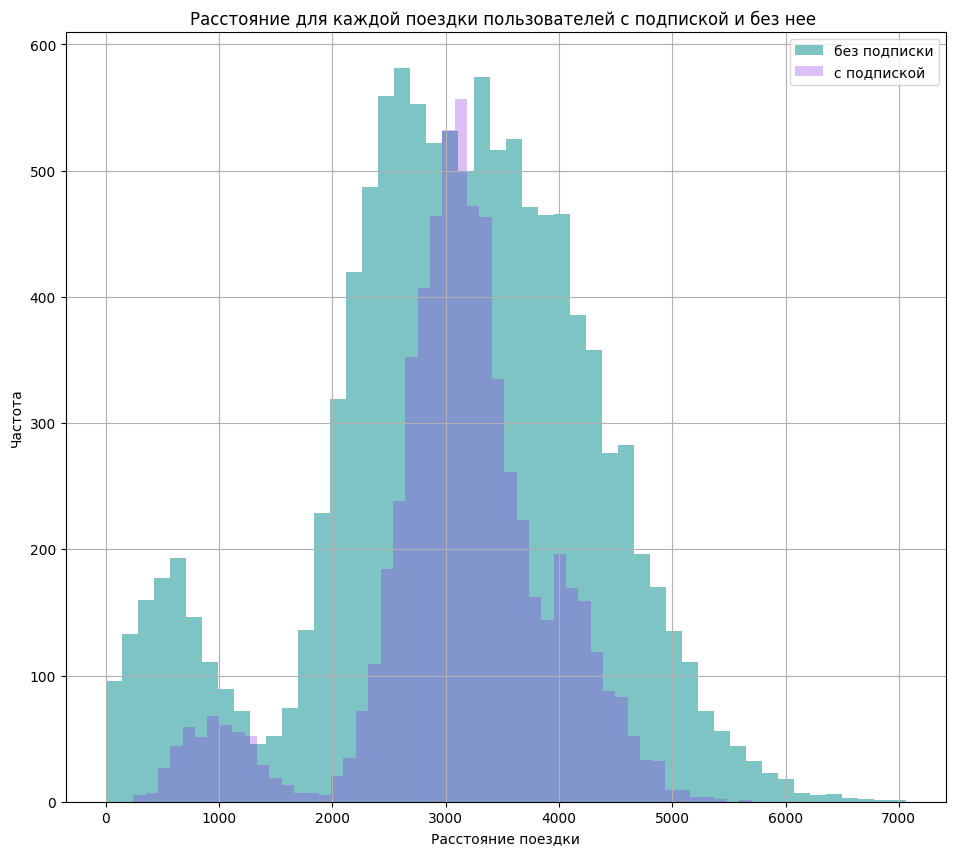 Расстояние для каждой поездки пользователей с подпиской и без нее
без подписки
с подпиской
600
500
400
300
200
100
0
Частота
0 1000 2000 3000 4000 5000 6000 7000
Расстояние поездки